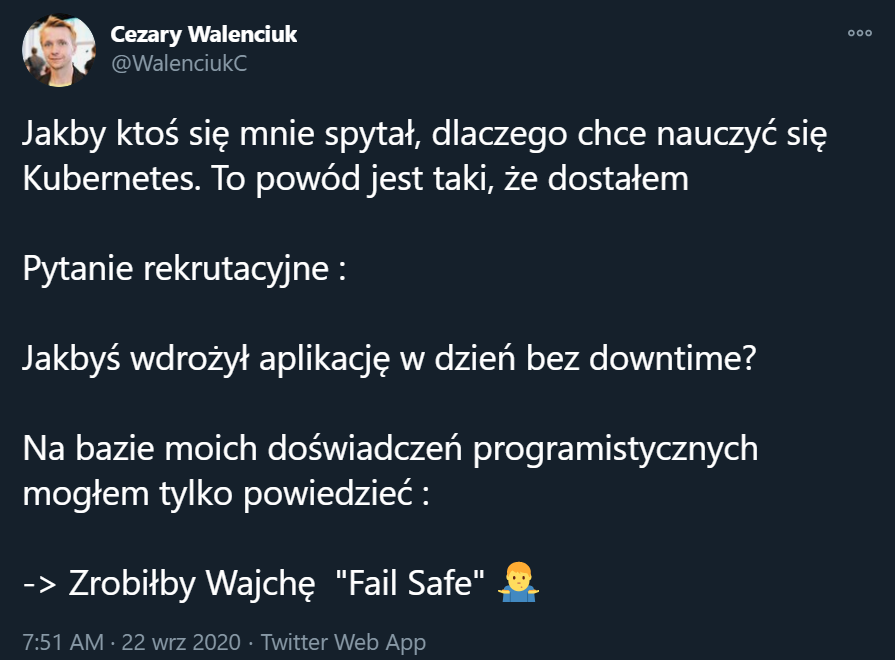 Cezary Walenciuk
@WalenciukC
Jakby ktoś się mnie spytał, dlaczego chce nauczyć się
Kubernetes. To powód jest taki, że dostałem
Pytanie rekrutacyjne :
Jakbyś wdrożył aplikację w dzień bez downtime?
Na bazie moich doświadczeń programistycznych
mogłem tylko powiedzieć :
-> Zrobiłby Wajchę  "Fail Safe" 🤷‍♂️
7:51 AM · 22 wrz 2020 · Twitter Web App